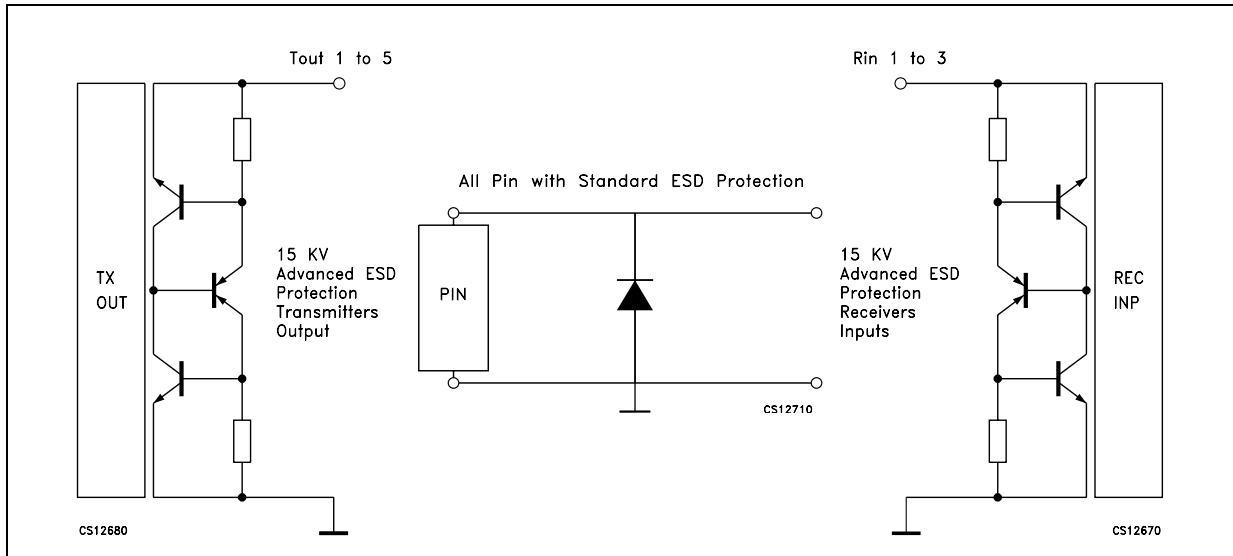 Tout 1 to 5
TX
OUT
15 KV
Advanced ESD
Protection
Transmitters
Output
CS12680
All Pin with Standard ESD Protection
PIN
CS12710
Rin 1 to 3
15 KV
Advanced ESD
Protection
Receivers
Inputs
REC
INP
CS12670